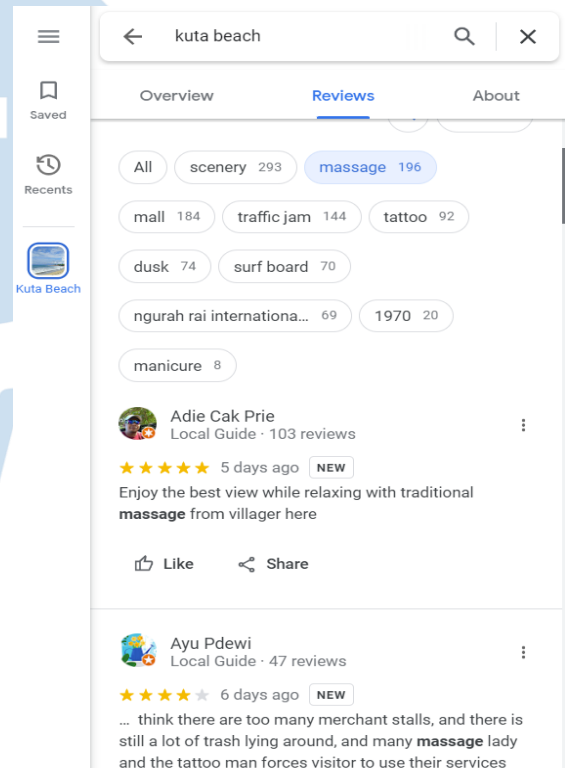 kuta beach
Saved
Recents
Kuta Beach
Overview Reviews About
All scenery 293 massage 196
mall 184 traffic jam 144 tattoo 92
dusk 74 surf board 70
ngurah rai internationa... 69 1970 20
manicure 8
Adie Cak Prie
Local Guide · 103 reviews
5 days ago NEW
Enjoy the best view while relaxing with traditional
massage from villager here
Like Share
Ayu Pdewi
Local Guide · 47 reviews
6 days ago NEW
... think there are too many merchant stalls, and there is
still a lot of trash lying around, and many massage lady
and the tattoo man forces visitor to use their services